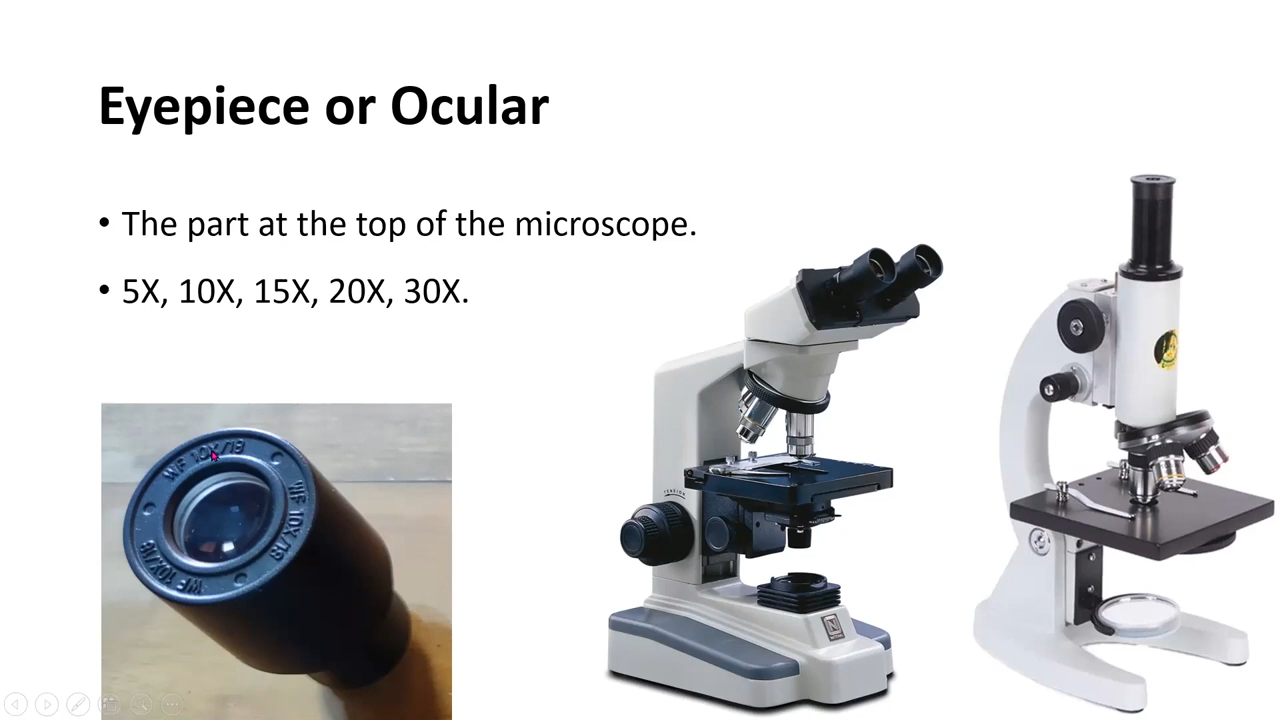 Eyepiece or Ocular
• The part at the top of the microscope.
• 5X, 10X, 15X, 20X, 30X.
WF 10X/18
WF 10X/18
WF 10X/18
TENSION
N